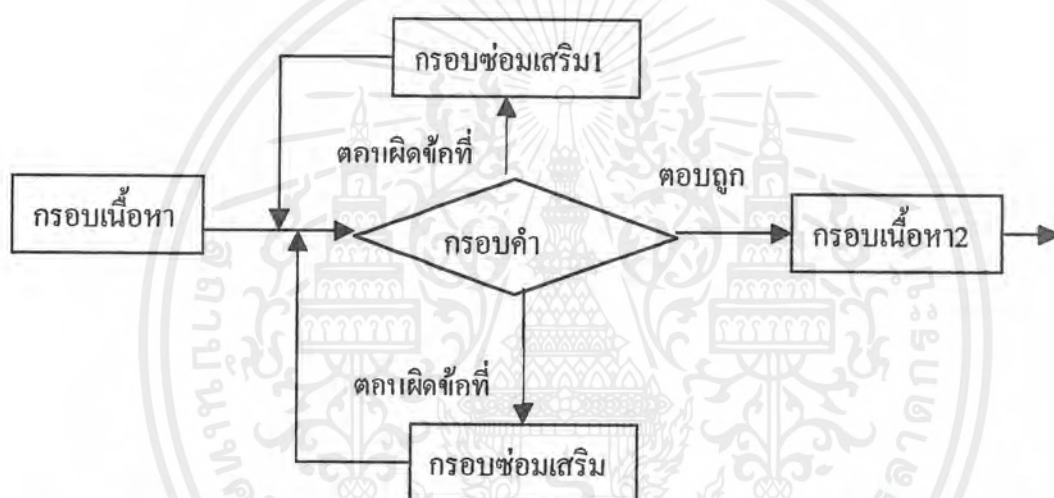 กรอบซ่อมเสริม1
ตอบผิดข้อที่
ตอบถูก
กรอบเนื้อหา
กรอบคำ
กรอบเนื้อหา2
ตอบผิดข้อที่
กรอบซ่อมเสริม